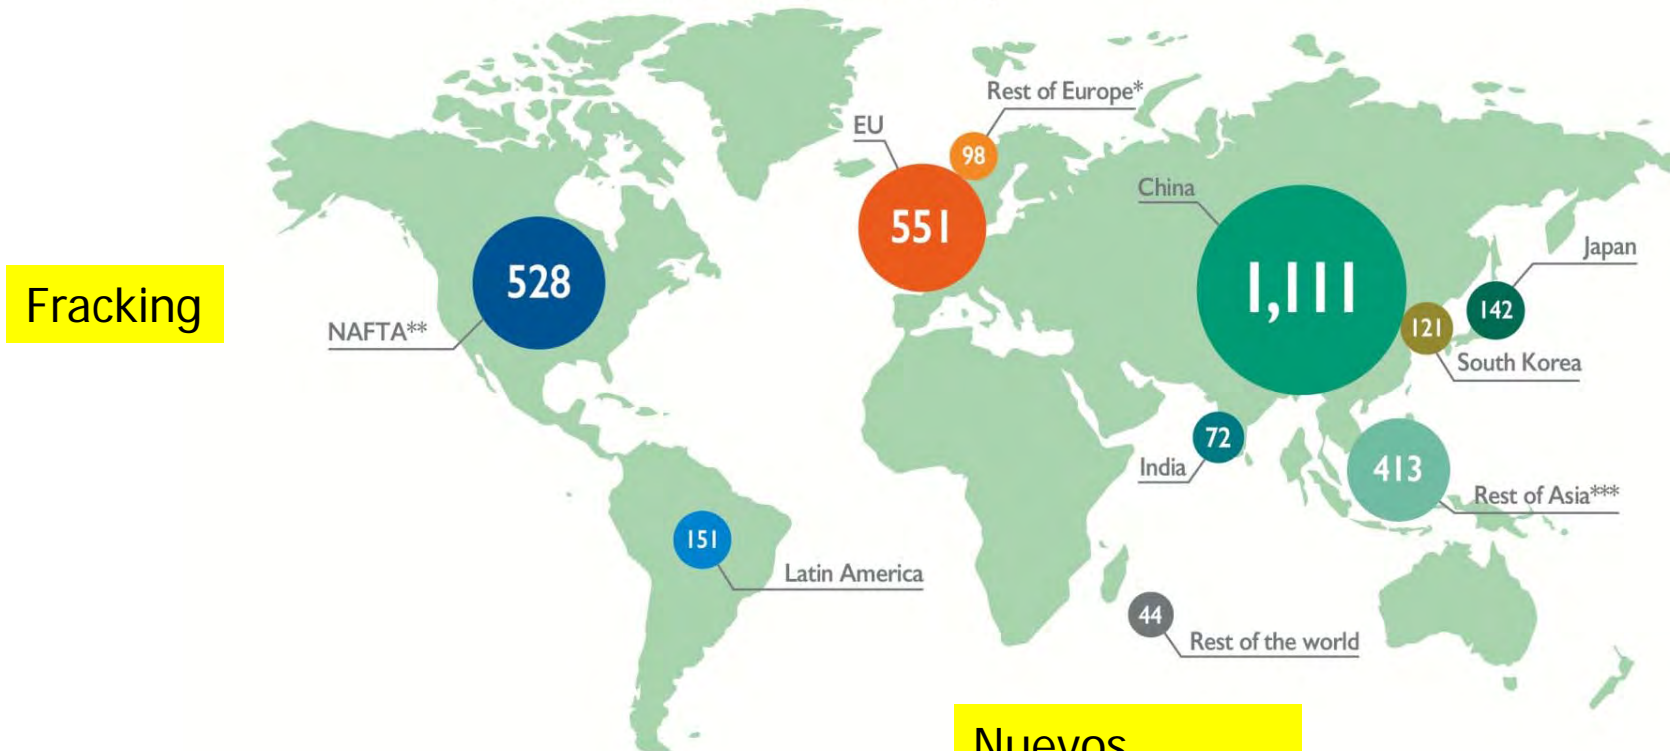 Rest of Europe*
EU
98
China
551
Japan
528
1,111
Fracking
142
NAFTA**
121
South Korea
72
India
413
Rest of Asia***
151
Latin America
44
Rest of the world
Nuevos